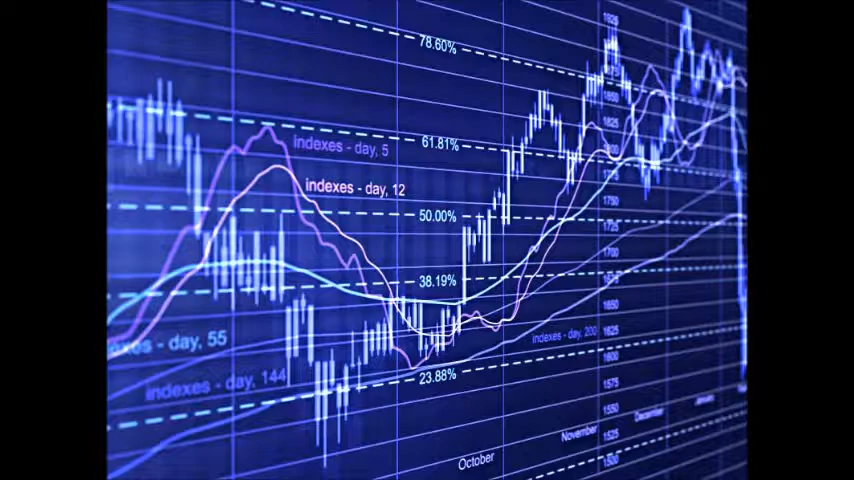 78.60%
61.81%
indexes - day, 5
indexes - day, 12
50.00%
38.19%
indexes - day, 200
exes - day, 55
indexes - day, 144
23.88%
October
November
December
January
1925
1850
1825
1750
1725
1700
1675
1650
1625
1600
1575
1550
1525
1500